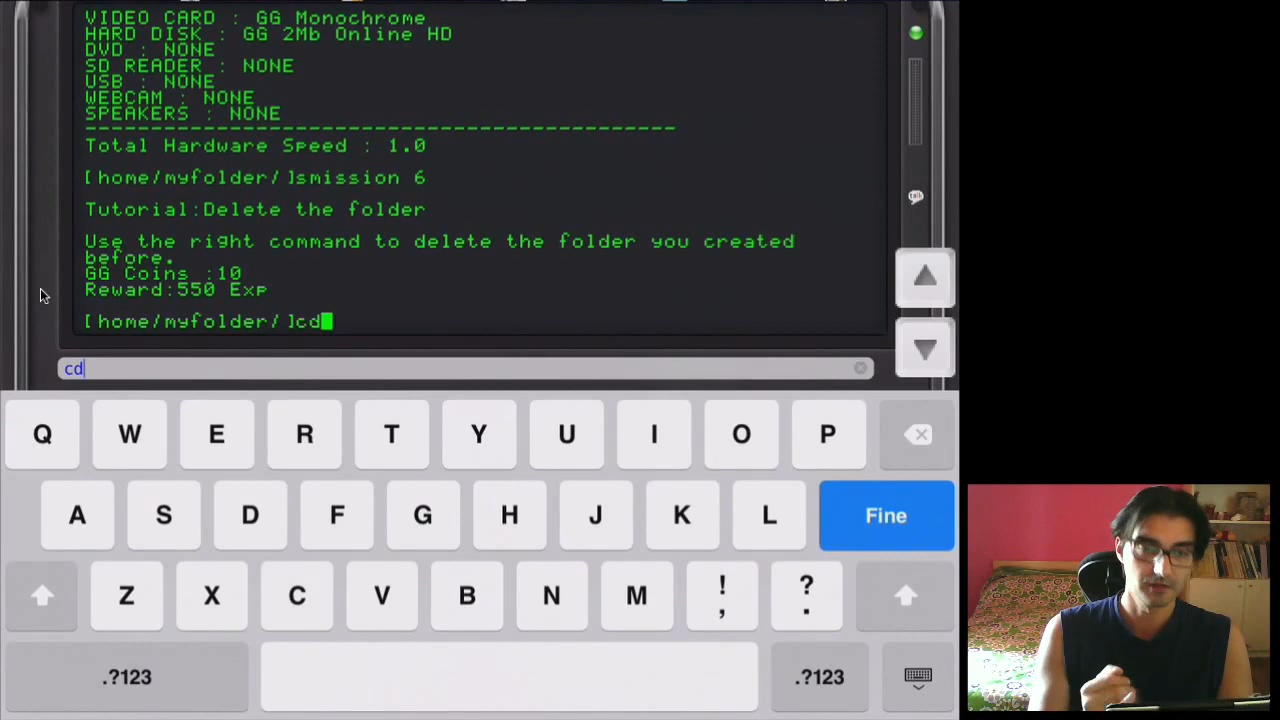 VIDEO CARD : GG Monochrome
HARD DISK : GG 2Mb Online HD
DVD : NONE
SD READER : NONE
USB : NONE
WEBCAM : NONE
SPEAKERS : NONE
---------------------------------------------
Total Hardware Speed : 1.0
[home/myfolder/]smission 6
Tutorial:Delete the folder
Use the right command to delete the folder you created
before.
GG Coins :10
Reward:550 Exp
[home/myfolder/]cd
cd
Q W E R T Y U I O P
A S D F G H J K L Fine
Z X C V B N M ! , ? .
.?123 .?123
talk